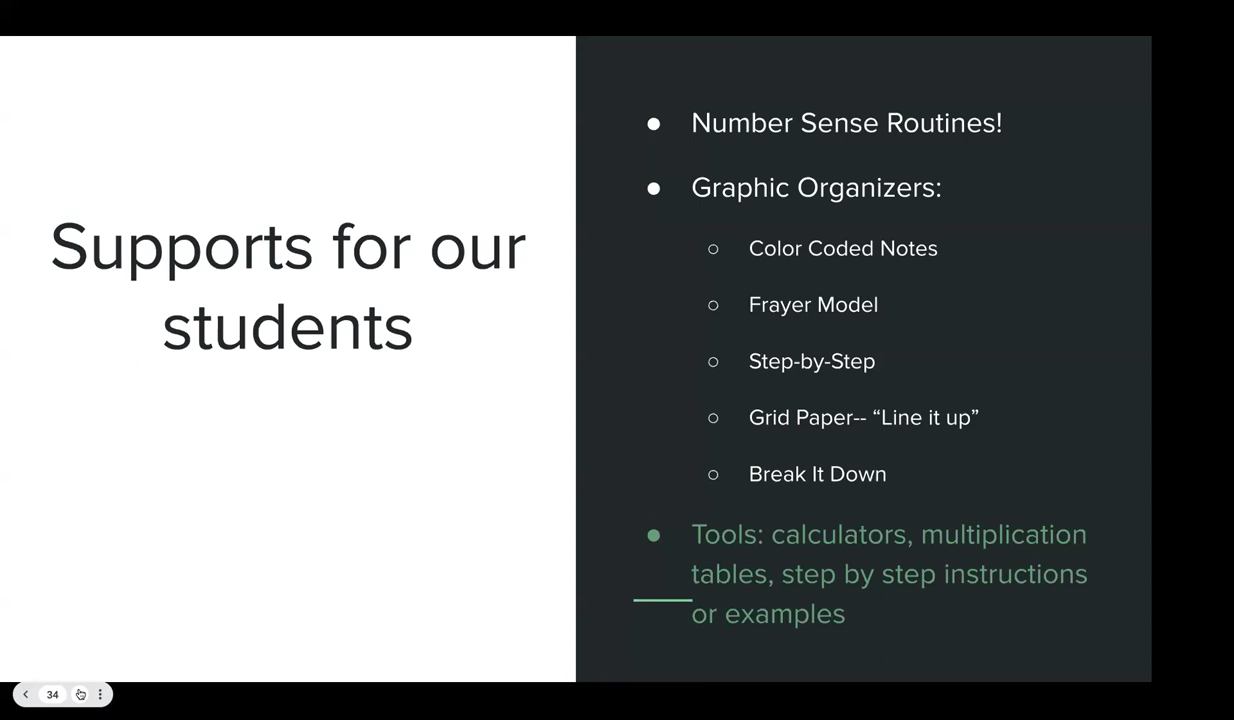 Supports for our
students
● Number Sense Routines!
● Graphic Organizers:
○ Color Coded Notes
○ Frayer Model
○ Step-by-Step
○ Grid Paper-- “Line it up”
○ Break It Down
● Tools: calculators, multiplication
tables, step by step instructions
or examples
34